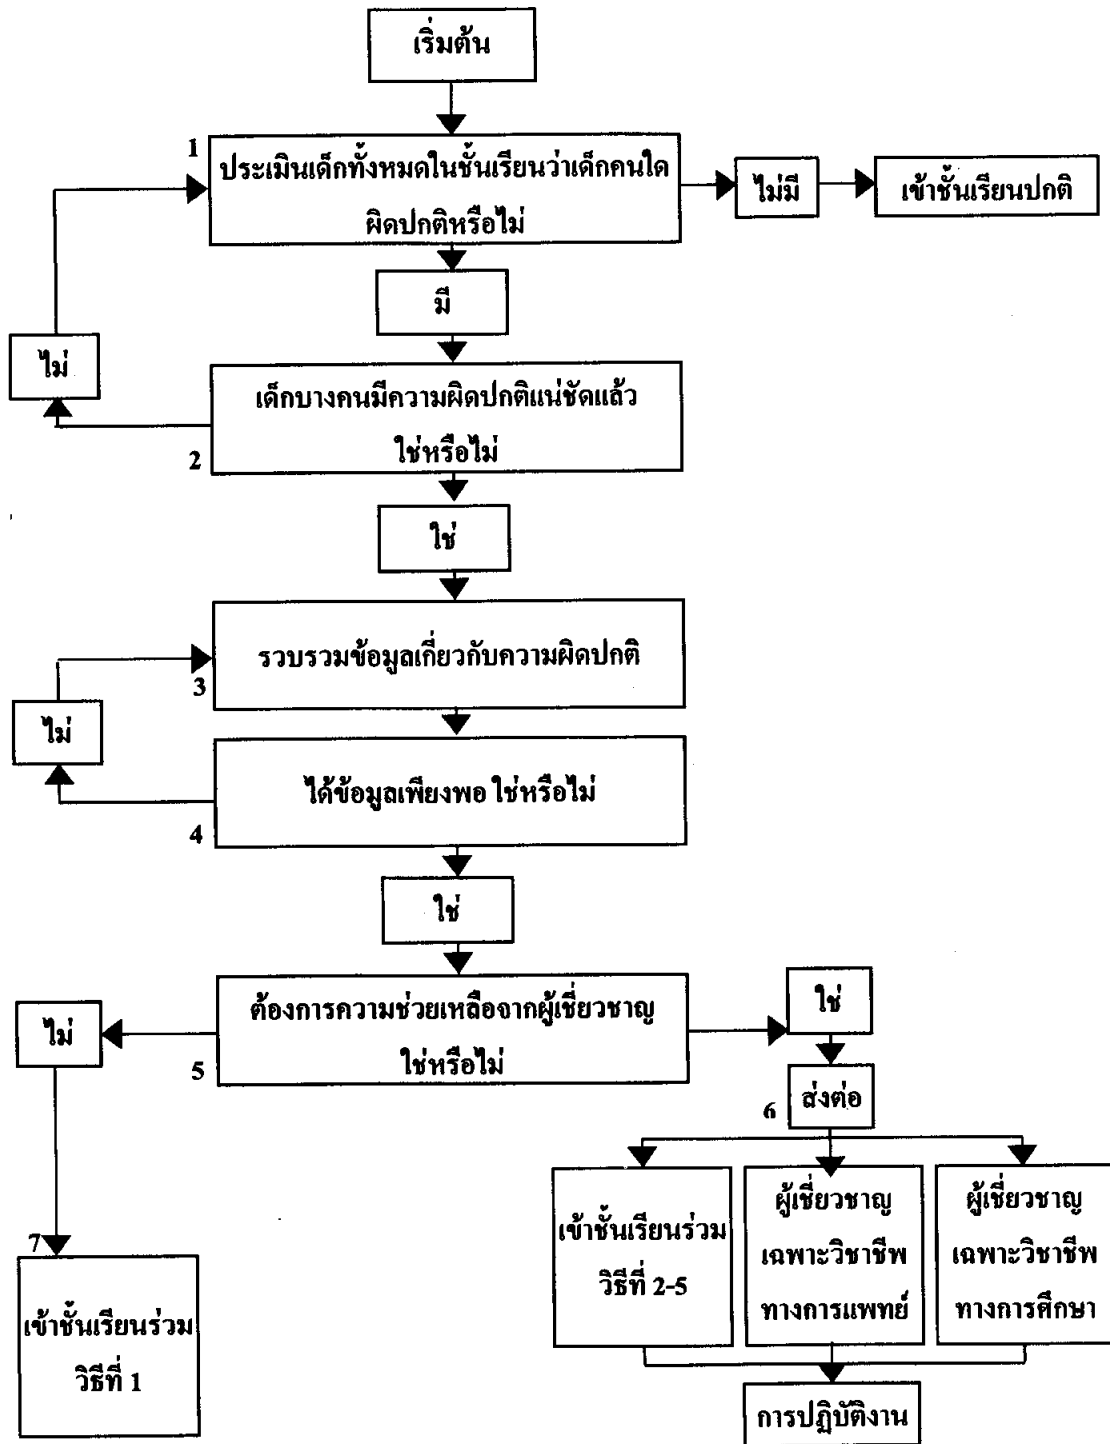 เริ่มต้น
1
ประเมินเด็กทั้งหมดในชั้นเรียนว่าเด็กคนใด
ผิดปกติหรือไม่
ไม่มี
เข้าชั้นเรียนปกติ
มี
ไม่
เด็กบางคนมีความผิดปกติแน่ชัดแล้ว
ใช่หรือไม่
2
ใช่
รวบรวมข้อมูลเกี่ยวกับความผิดปกติ
3
ไม่
ได้ข้อมูลเพียงพอ ใช่หรือไม่
4
ใช่
ไม่
ต้องการความช่วยเหลือจากผู้เชี่ยวชาญ
ใช่หรือไม่
5
ใช่
6
ส่งต่อ
เข้าชั้นเรียนร่วม
วิธีที่ 2-5
ผู้เชี่ยวชาญ
เฉพาะวิชาชีพ
ทางการแพทย์
ผู้เชี่ยวชาญ
เฉพาะวิชาชีพ
ทางการศึกษา
7
เข้าชั้นเรียนร่วม
วิธีที่ 1
การปฏิบัติงาน